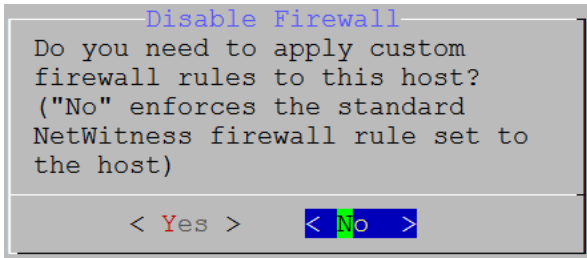 Disable Firewall
Do you need to apply custom
firewall rules to this host?
("No" enforces the standard
NetWitness firewall rule set to
the host)
< Yes > < No >